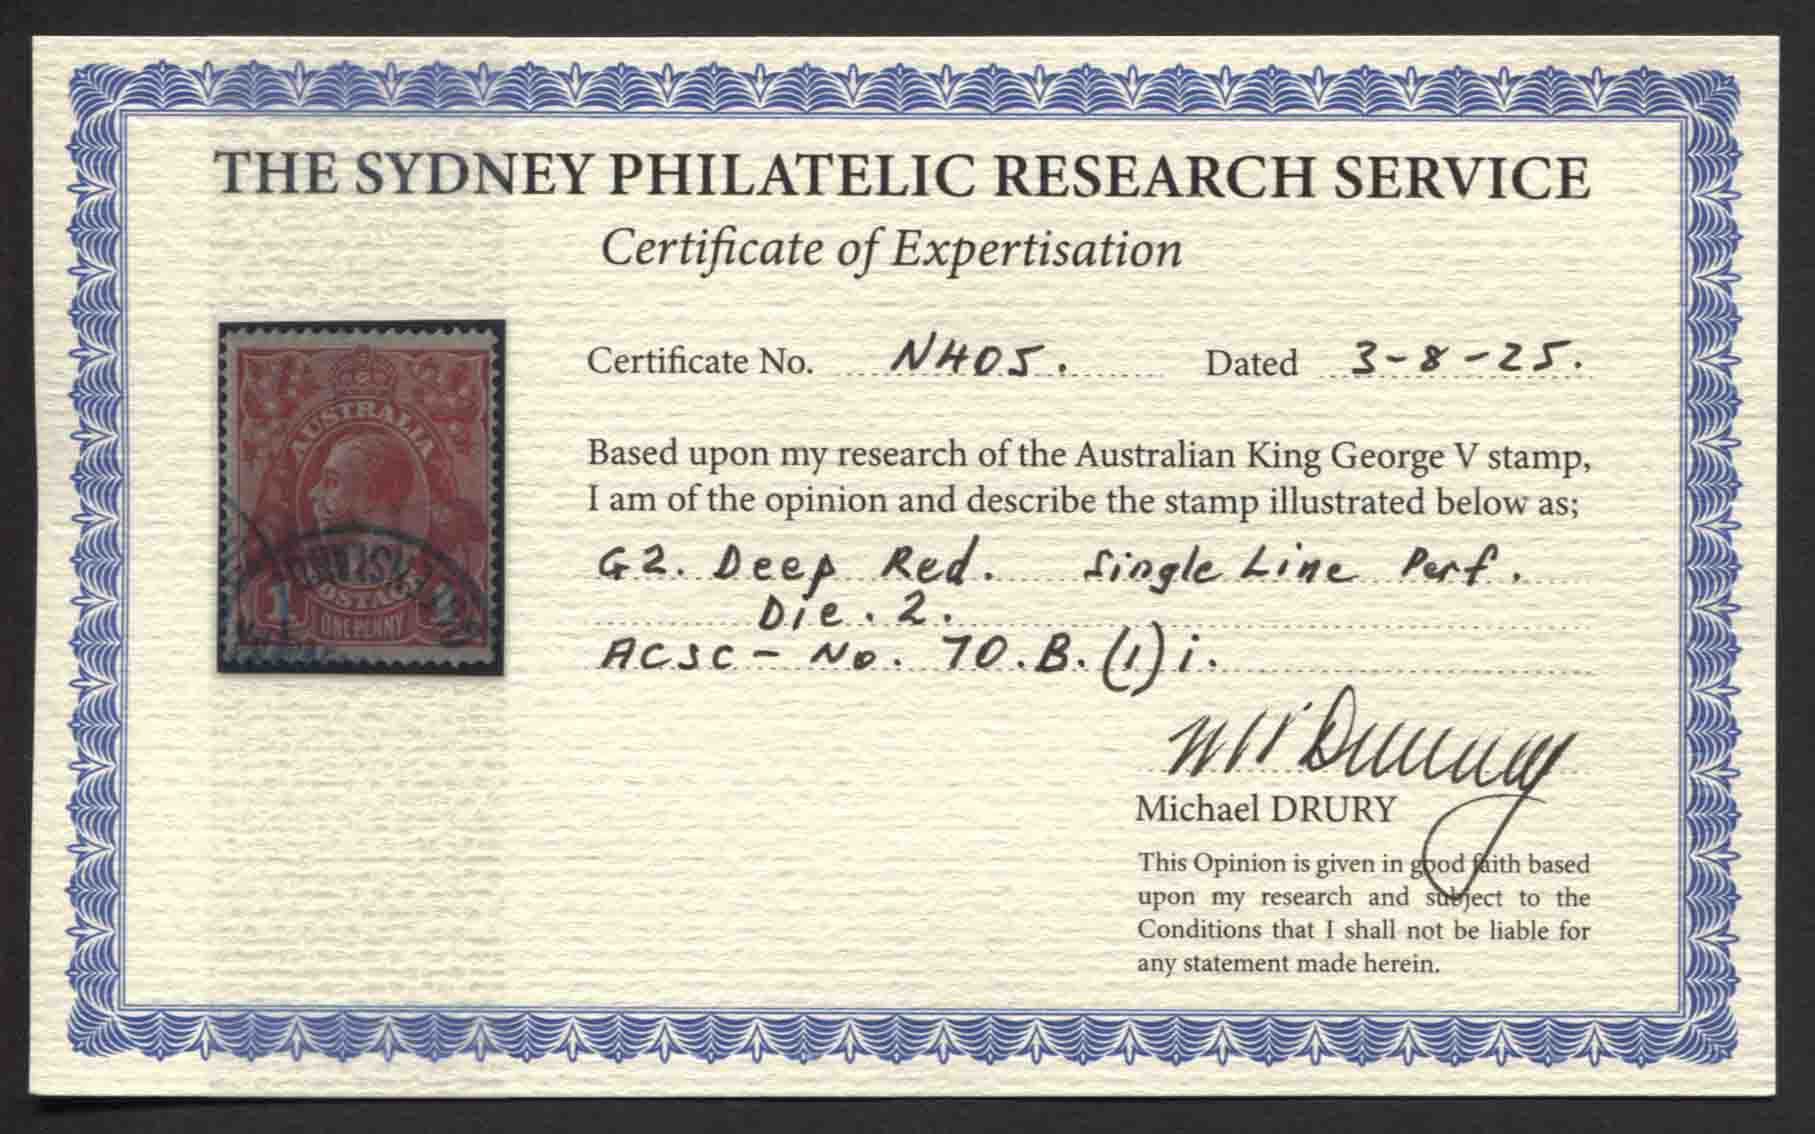 THE SYDNEY PHILATELIC RESEARCH SERVICE
Certificate of Expertisation
Certificate No. N405. Dated 3-8-25.
Based upon my research of the Australian King George V stamp,
I am of the opinion and describe the stamp illustrated below as;
G2. Deep Red. Single Line Perf.
Die. 2.
ACSC - No. 70.B.(1)i.
Michael DRURY
This Opinion is given in good faith based
upon my research and subject to the
Conditions that I shall not be liable for
any statement made herein.
AUSTRALIA
POSTAGE
1
ONE PENNY
1